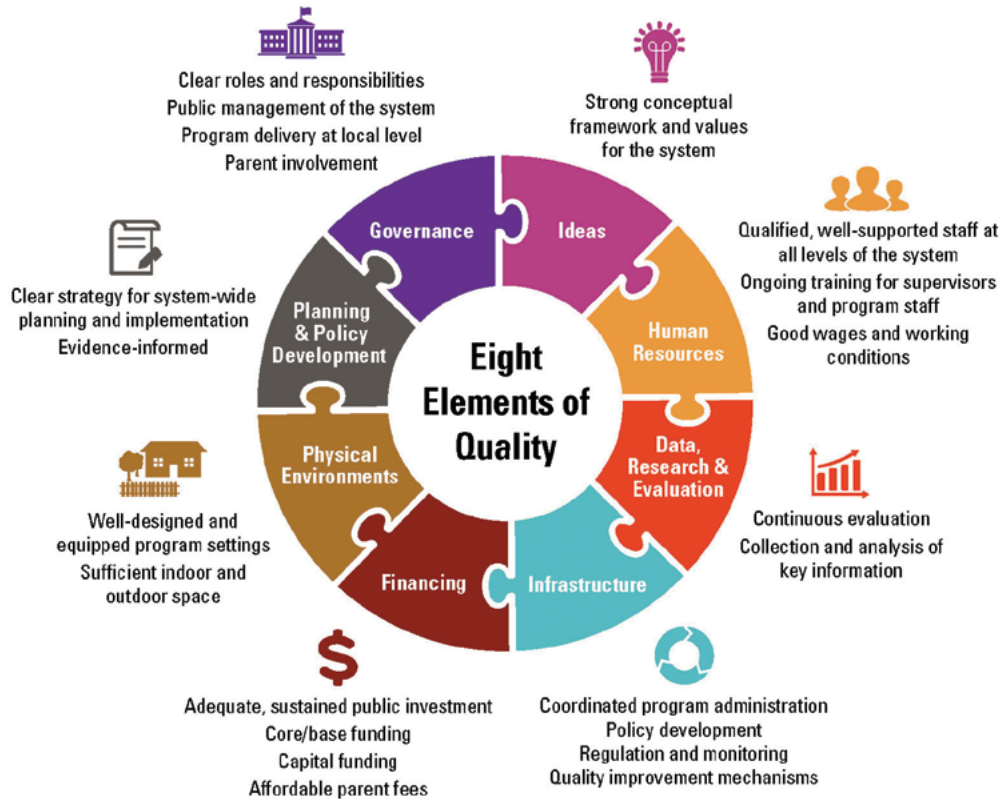 Clear roles and responsibilities
Public management of the system
Program delivery at local level
Parent involvement
Strong conceptual
framework and values
for the system
Qualified, well-supported staff at
all levels of the system
Ongoing training for supervisors
and program staff
Good wages and working
conditions
Clear strategy for system-wide
planning and implementation
Evidence-informed
Governance
Ideas
Planning
& Policy
Development
Human
Resources
Eight
Elements of
Quality
Physical
Environments
Data,
Research &
Evaluation
Financing
Infrastructure
Well-designed and
equipped program settings
Sufficient indoor and
outdoor space
Continuous evaluation
Collection and analysis of
key information
$
Adequate, sustained public investment
Core/base funding
Capital funding
Affordable parent fees
Coordinated program administration
Policy development
Regulation and monitoring
Quality improvement mechanisms